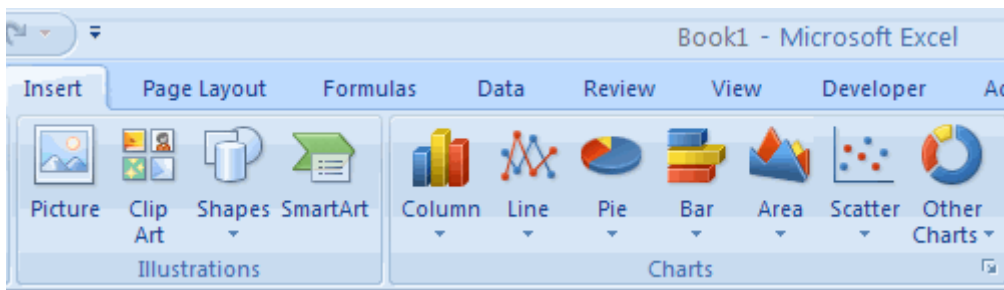 Book1 - Microsoft Excel
Insert Page Layout Formulas Data Review View Developer
Picture Clip Art Shapes SmartArt Column Line Pie Bar Area Scatter Other Charts
Illustrations Charts